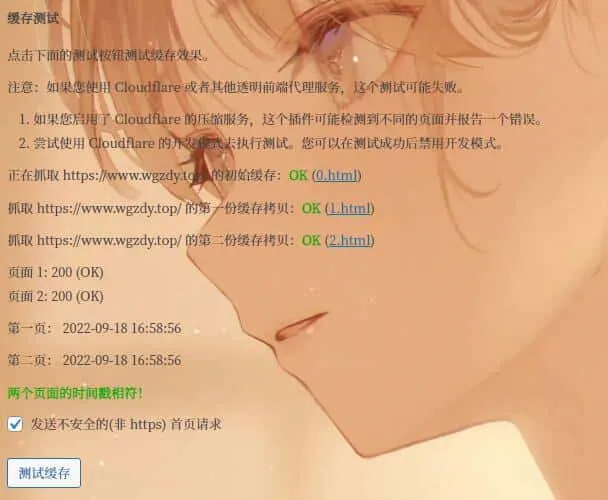 缓存测试
点击下面的测试按钮测试缓存效果。
注意：如果您使用 Cloudflare 或者其他透明前端代理服务，这个测试可能失败。
1. 如果您启用了 Cloudflare 的压缩服务，这个插件可能检测到不同的页面并报告一个错误。
2. 尝试使用 Cloudflare 的开发模式去执行测试。您可以在测试成功后禁用开发模式。
正在抓取 https://www.wgzdy.top/ 的初始缓存：OK (0.html)
抓取 https://www.wgzdy.top/ 的第一份缓存拷贝：OK (1.html)
抓取 https://www.wgzdy.top/ 的第二份缓存拷贝：OK (2.html)
页面 1: 200 (OK)
页面 2: 200 (OK)
第一页： 2022-09-18 16:58:56
第二页： 2022-09-18 16:58:56
两个页面的时间戳相符！
发送不安全的(非 https) 首页请求
测试缓存